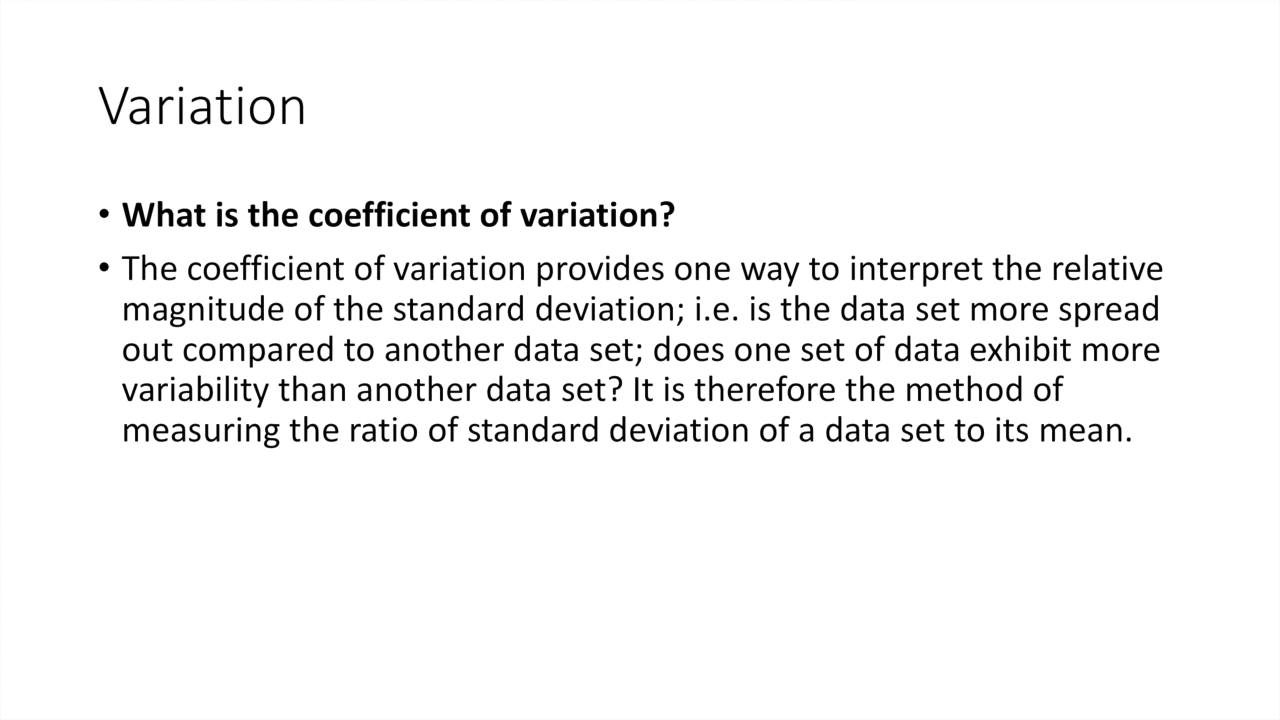 Variation
• What is the coefficient of variation?
• The coefficient of variation provides one way to interpret the relative
magnitude of the standard deviation; i.e. is the data set more spread
out compared to another data set; does one set of data exhibit more
variability than another data set? It is therefore the method of
measuring the ratio of standard deviation of a data set to its mean.